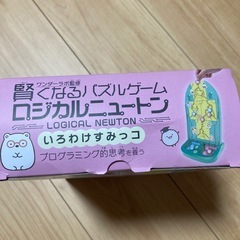 ワンダーラボ監修
賢くなるパズルゲーム
ロジカルニュートン
LOGICAL NEWTON
いろわけすみっコ
プログラミング的思考を養う